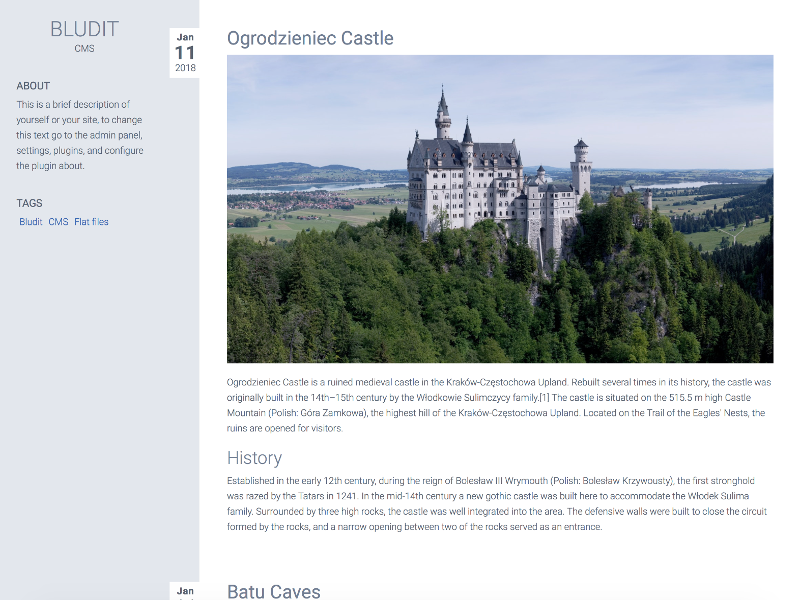 BLUDIT
CMS
ABOUT
This is a brief description of
yourself or your site, to change
this text go to the admin panel,
settings, plugins, and configure
the plugin about.
TAGS
Bludit CMS Flat files
Jan
11
2018
Ogrodzieniec Castle
Ogrodzieniec Castle is a ruined medieval castle in the Kraków-Częstochowa Upland. Rebuilt several times in its history, the castle was
originally built in the 14th–15th century by the Włodkowie Sulimczycy family.[1] The castle is situated on the 515.5 m high Castle
Mountain (Polish: Góra Zamkowa), the highest hill of the Kraków-Częstochowa Upland. Located on the Trail of the Eagles' Nests, the
ruins are opened for visitors.
History
Established in the early 12th century, during the reign of Bolesław III Wrymouth (Polish: Bolesław Krzywousty), the first stronghold
was razed by the Tatars in 1241. In the mid-14th century a new gothic castle was built here to accommodate the Włodek Sulima
family. Surrounded by three high rocks, the castle was well integrated into the area. The defensive walls were built to close the circuit
formed by the rocks, and a narrow opening between two of the rocks served as an entrance.
Jan
Batu Caves